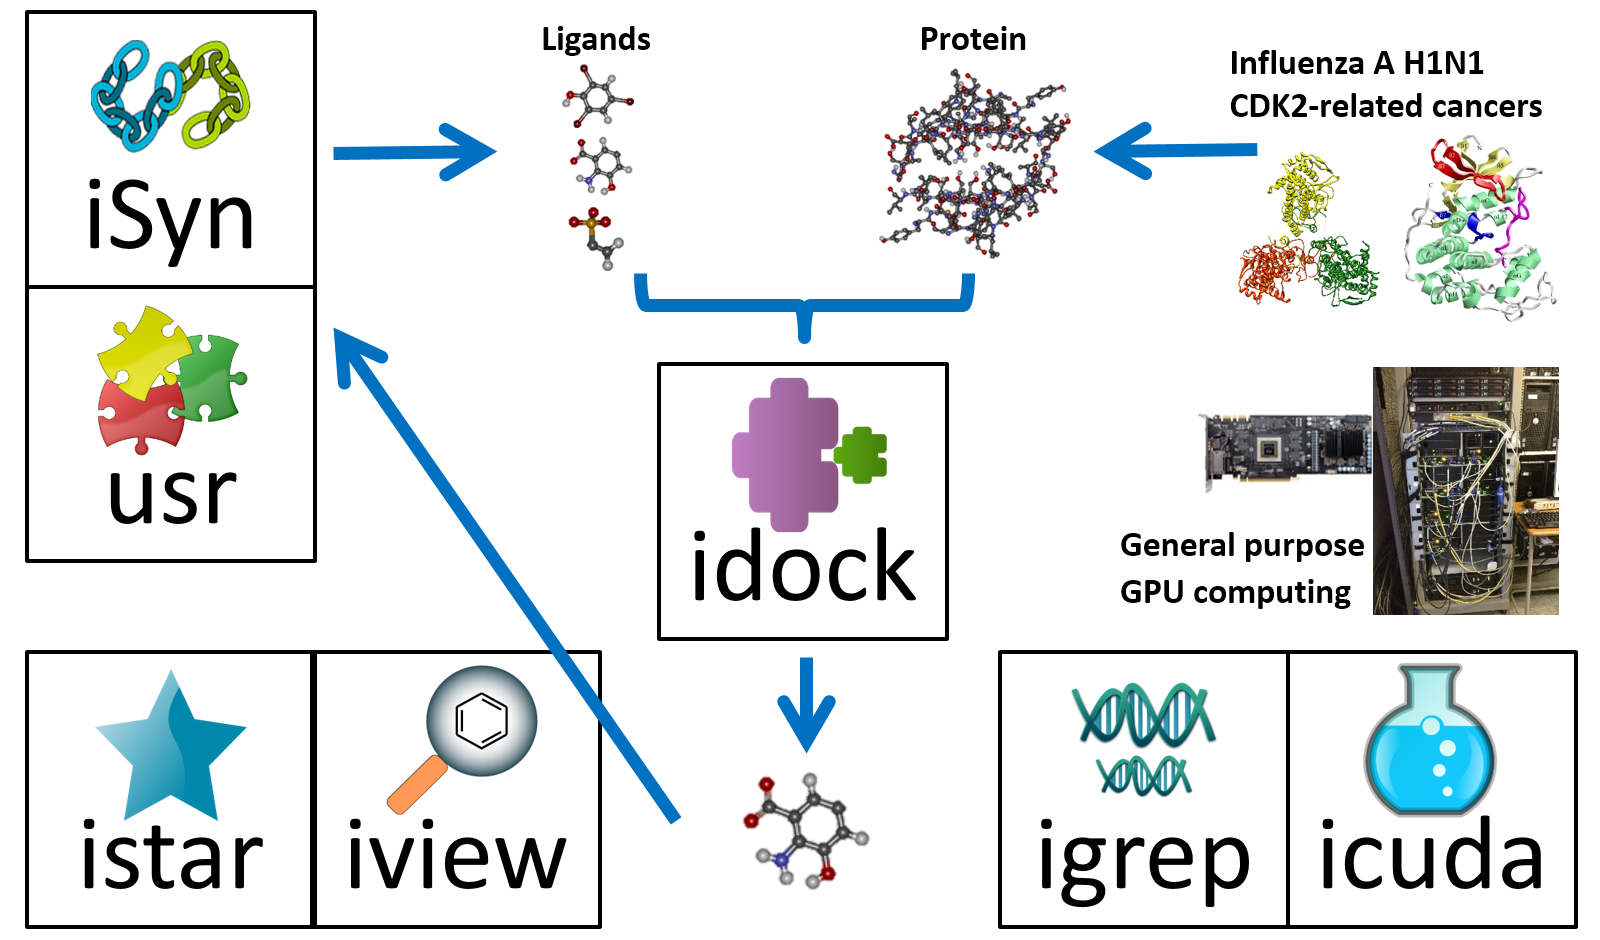 iSyn
usr
Ligands
Protein
Influenza A H1N1
CDK2-related cancers
idock
General purpose
GPU computing
istar
iview
igrep
icuda